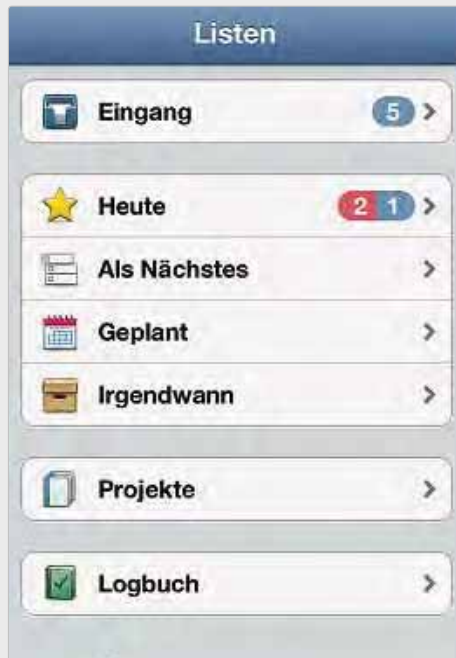 Listen
Eingang 5
Heute 2 1
Als Nächstes
Geplant
Irgendwann
Projekte
Logbuch